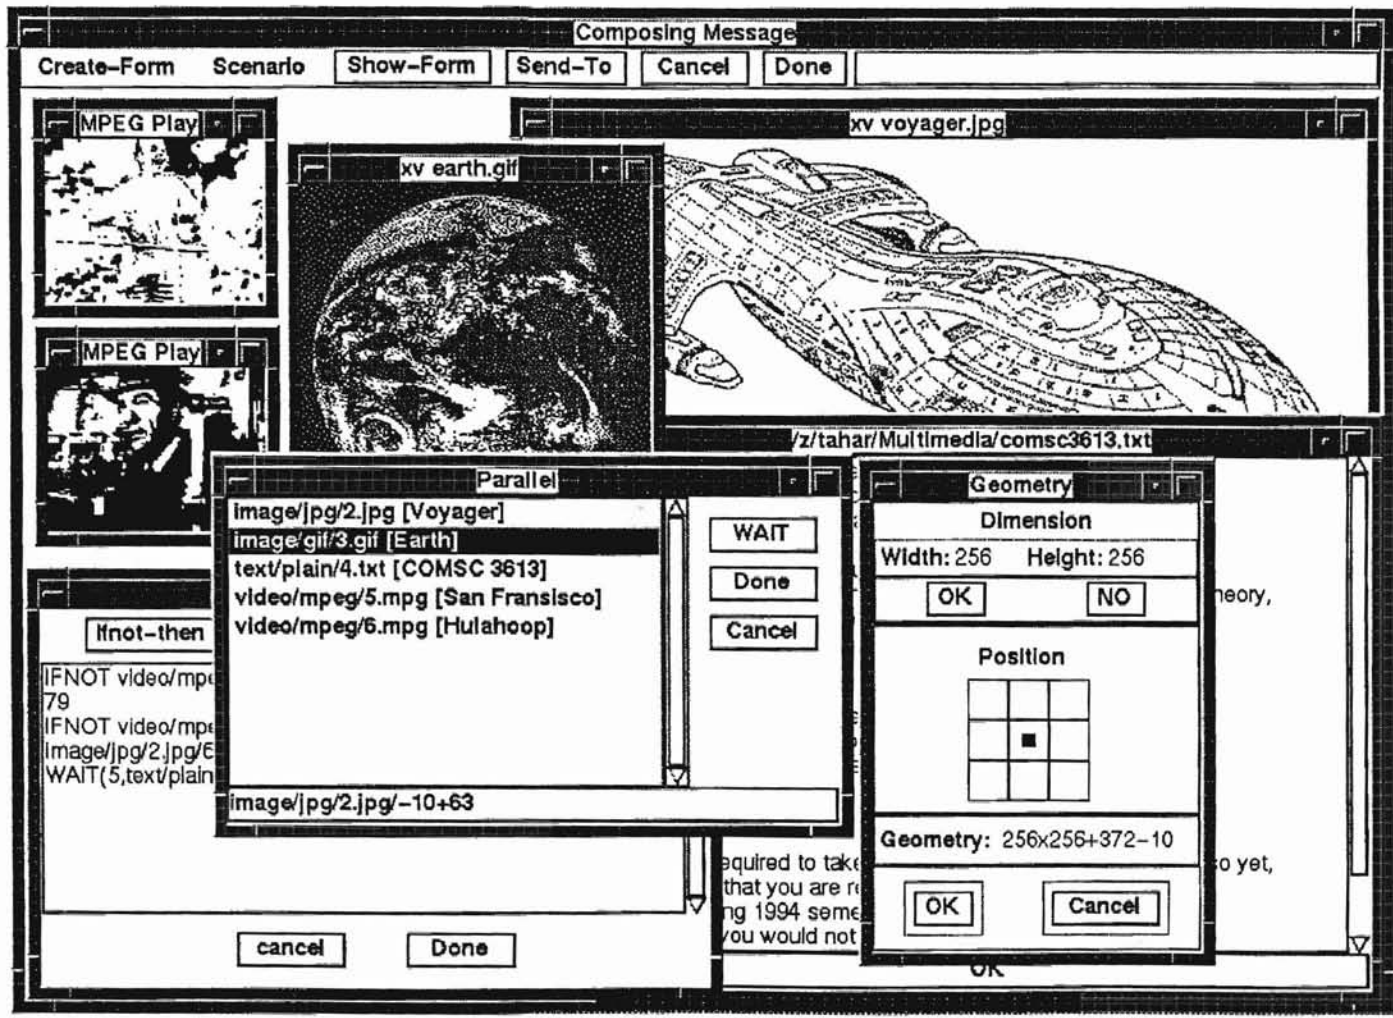 Composing Message
Create-Form Scenario Show-Form Send-To Cancel Done
MPEG Play
xv voyager.jpg
xv earth.gif
MPEG Play
/z/tahar/Multimedia/comsc3613.txt
Parallel
image/jpg/2.jpg [Voyager]
image/gif/3.gif [Earth]
text/plain/4.txt [COMSC 3613]
video/mpeg/5.mpg [San Fransisco]
video/mpeg/6.mpg [Hulahoop]
WAIT
Done
Cancel
image/jpg/2.jpg/-10+63
Geometry
Dimension
Width: 256 Height: 256
OK NO
Position
Geometry: 256x256+372-10
OK Cancel
Ifnot-then
IFNOT video/mpe
79
IFNOT video/mpe
image/jpg/2.jpg/6
WAIT(5,text/plain
cancel Done
heory,
equired to take o yet,
that you are re
ng 1994 seme
you would not
OK